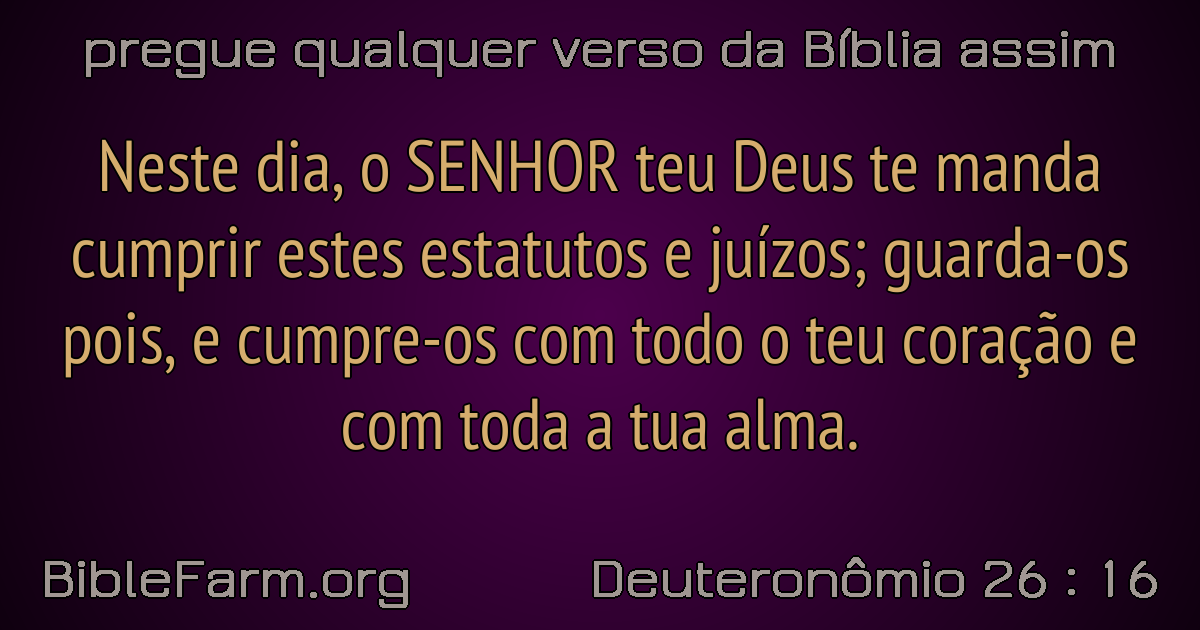 pregue qualquer verso da Bíblia assim
Neste dia, o SENHOR teu Deus te manda
cumprir estes estatutos e juízos; guarda-os
pois, e cumpre-os com todo o teu coração e
com toda a tua alma.
BibleFarm.org
Deuteronômio 26 : 16